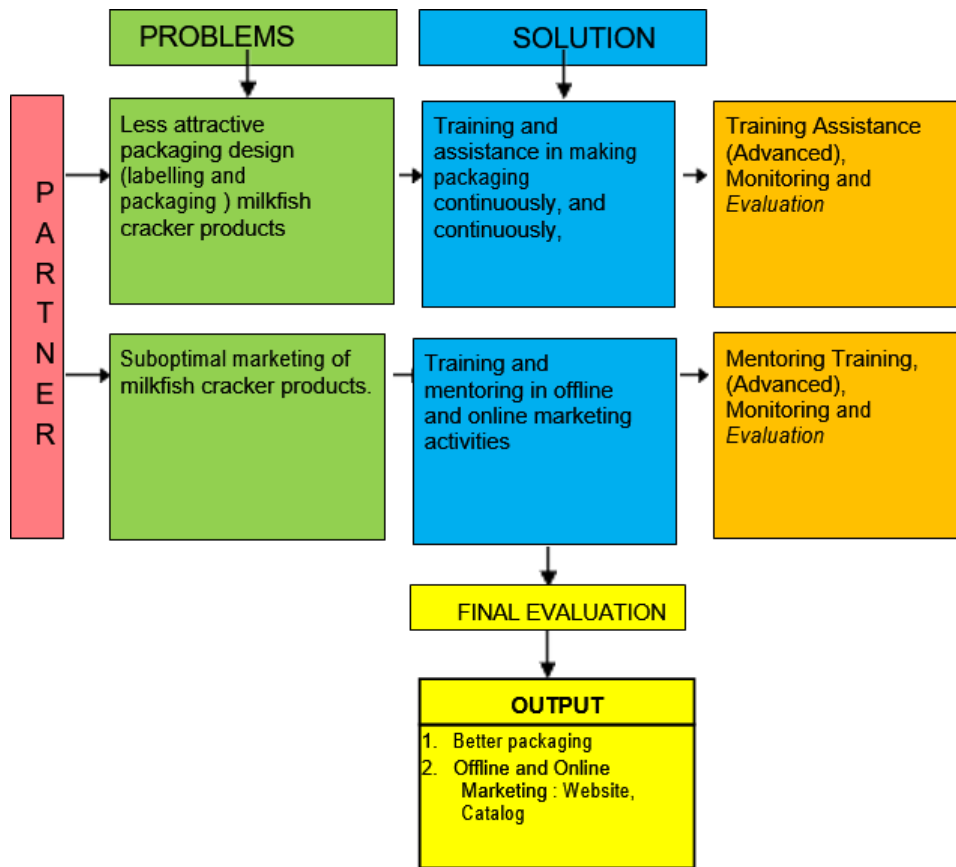 PROBLEMS
SOLUTION
PARTNER
Less attractive
packaging design
(labelling and
packaging ) milkfish
cracker products
Training and
assistance in making
packaging
continuously, and
continuously,
Training Assistance
(Advanced),
Monitoring and
Evaluation
Suboptimal marketing of
milkfish cracker products.
Training and
mentoring in offline
and online marketing
activities
Mentoring Training,
(Advanced),
Monitoring and
Evaluation
FINAL EVALUATION
OUTPUT
1. Better packaging
2. Offline and Online
Marketing : Website,
Catalog